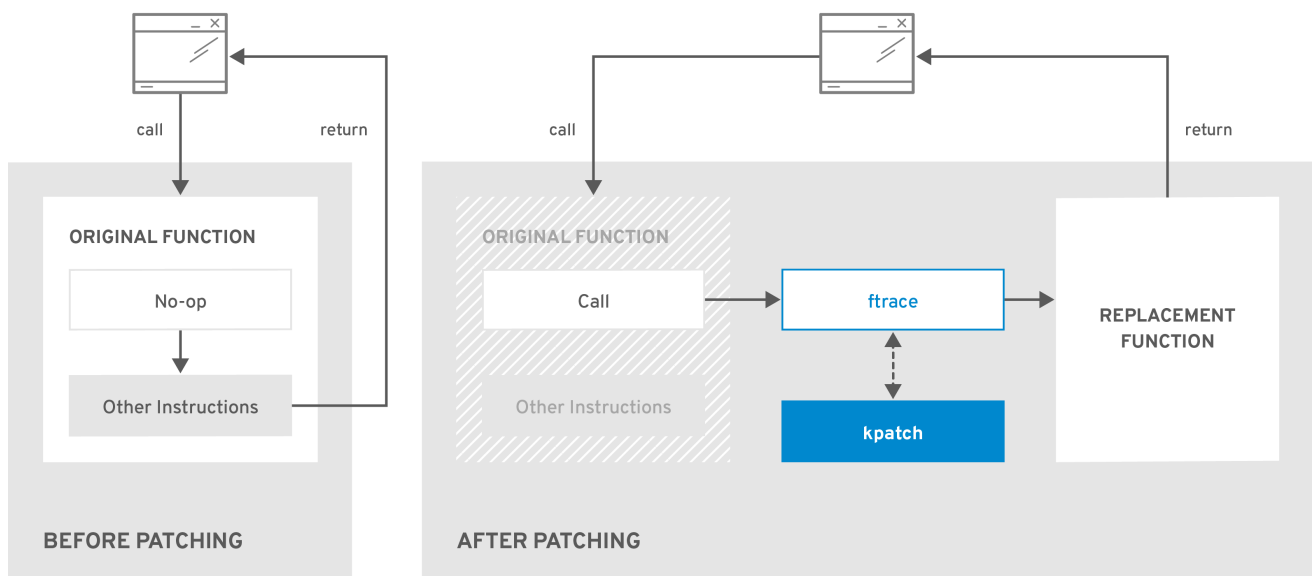 call
return
ORIGINAL FUNCTION
No-op
Other Instructions
BEFORE PATCHING
call
return
ORIGINAL FUNCTION
Call
ftrace
REPLACEMENT
FUNCTION
Other Instructions
kpatch
AFTER PATCHING